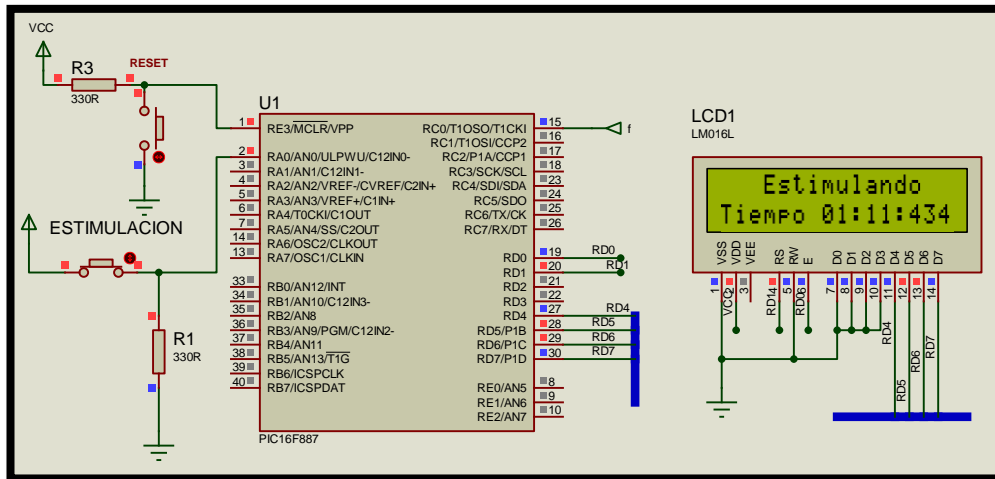 VCC
R3
330R
RESET
ESTIMULACION
R1
330R
U1
1 RE3/MCLR/VPP
2 RA0/AN0/ULPWU/C12IN0-
3 RA1/AN1/C12IN1-
4 RA2/AN2/VREF-/CVREF/C2IN+
5 RA3/AN3/VREF+/C1IN+
6 RA4/T0CKI/C1OUT
7 RA5/AN4/SS/C2OUT
14 RA6/OSC2/CLKOUT
13 RA7/OSC1/CLKIN
33 RB0/AN12/INT
34 RB1/AN10/C12IN3-
35 RB2/AN8
36 RB3/AN9/PGM/C12IN2-
37 RB4/AN11
38 RB5/AN13/T1G
39 RB6/ICSPCLK
40 RB7/ICSPDAT
RC0/T1OSO/T1CKI 15
RC1/T1OSI/CCP2 16
RC2/P1A/CCP1 17
RC3/SCK/SCL 18
RC4/SDI/SDA 23
RC5/SDO 24
RC6/TX/CK 25
RC7/RX/DT 26
RD0 19 RD0
RD1 20 RD1
RD2 21
RD3 22
RD4 27 RD4
RD5/P1B 28 RD5
RD6/P1C 29 RD6
RD7/P1D 30 RD7
RE0/AN5 8
RE1/AN6 9
RE2/AN7 10
PIC16F887
f
LCD1
LM016L
Estimulando
Tiempo 01:11:434
VSS VDD VEE RS RW E D0 D1 D2 D3 D4 D5 D6 D7
1 2 3 4 5 6 7 8 9 10 11 12 13 14
VCC RD1 RD0 RD4 RD5 RD6 RD7